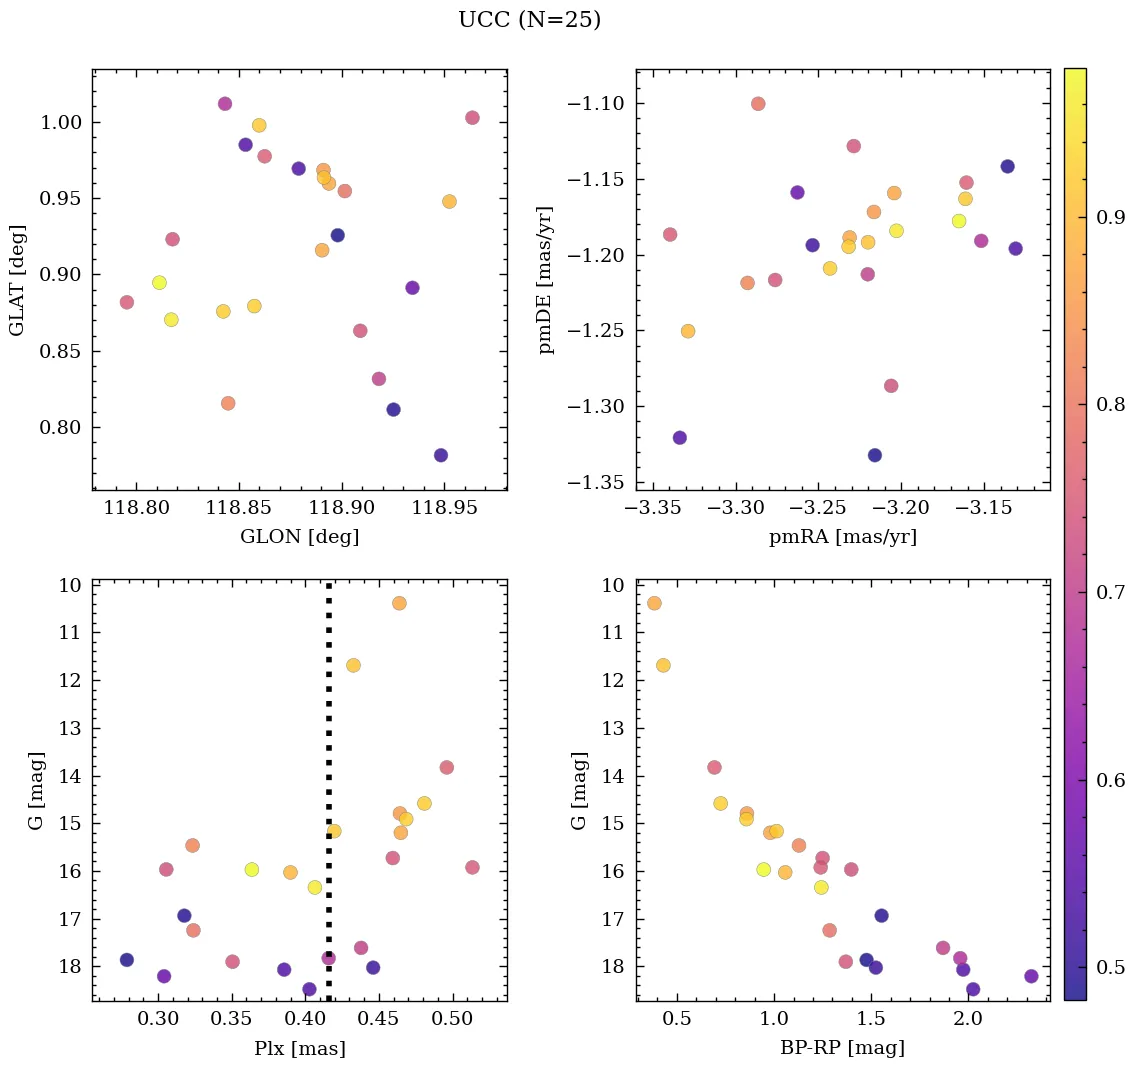 UCC (N=25)
1.00
0.95
0.90
0.85
0.80
GLAT [deg]
118.80 118.85 118.90 118.95
GLON [deg]
−1.10
−1.15
−1.20
−1.25
−1.30
−1.35
pmDE [mas/yr]
−3.35 −3.30 −3.25 −3.20 −3.15
pmRA [mas/yr]
0.9
0.8
0.7
0.6
0.5
10
11
12
13
14
15
16
17
18
G [mag]
0.30 0.35 0.40 0.45 0.50
Plx [mas]
10
11
12
13
14
15
16
17
18
G [mag]
0.5 1.0 1.5 2.0
BP-RP [mag]